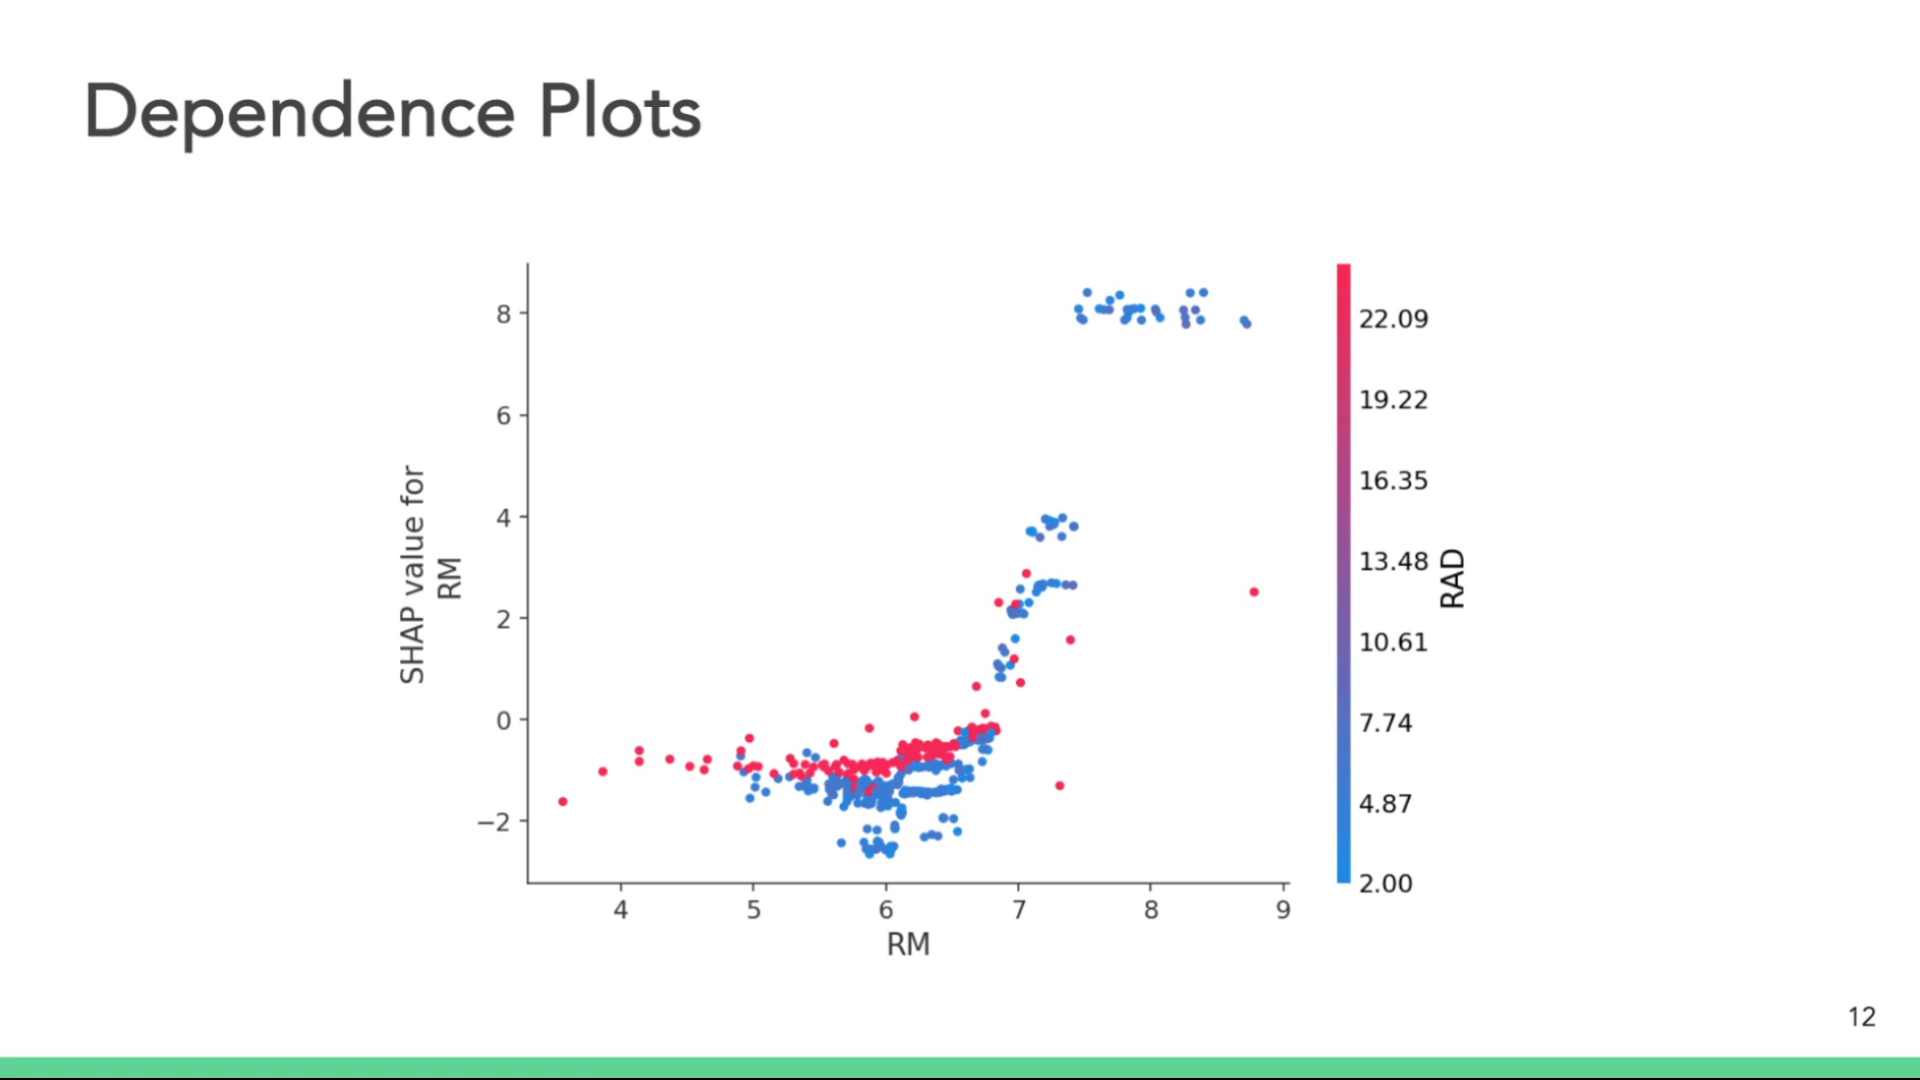 Dependence Plots
8
6
4
2
0
−2
SHAP value for
RM
4 5 6 7 8 9
RM
22.09
19.22
16.35
13.48
10.61
7.74
4.87
2.00
RAD
12